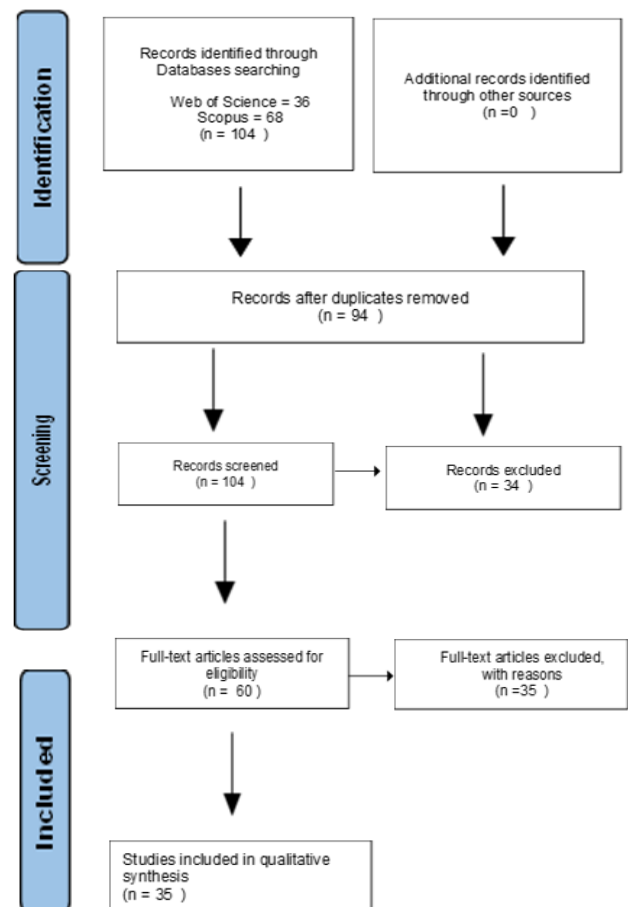 Identification
Records identified through
Databases searching
Web of Science = 36
Scopus = 68
(n = 104 )
Additional records identified
through other sources
(n =0 )
Screening
Records after duplicates removed
(n = 94 )
Records screened
(n = 104 )
Records excluded
(n = 34 )
Full-text articles assessed for
eligibility
(n = 60 )
Full-text articles excluded,
with reasons
(n =35 )
Included
Studies included in qualitative
synthesis
(n = 35 )